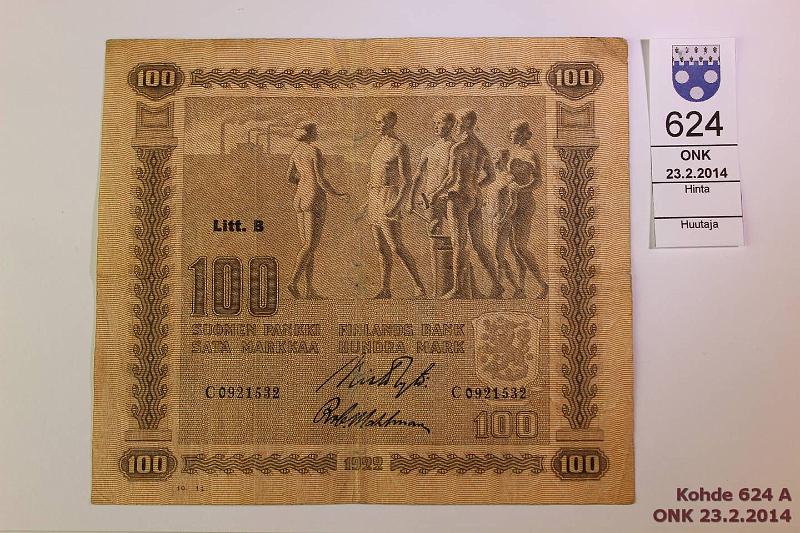 100
100
Litt. B
100
SUOMEN PANKKI FINLANDS BANK
SATA MARKKAA HUNDRA MARK
C 0921532
C 0921532
100
100
1922
100
624
ONK
23.2.2014
Hinta
Huutaja
Kohde 624 A
ONK 23.2.2014